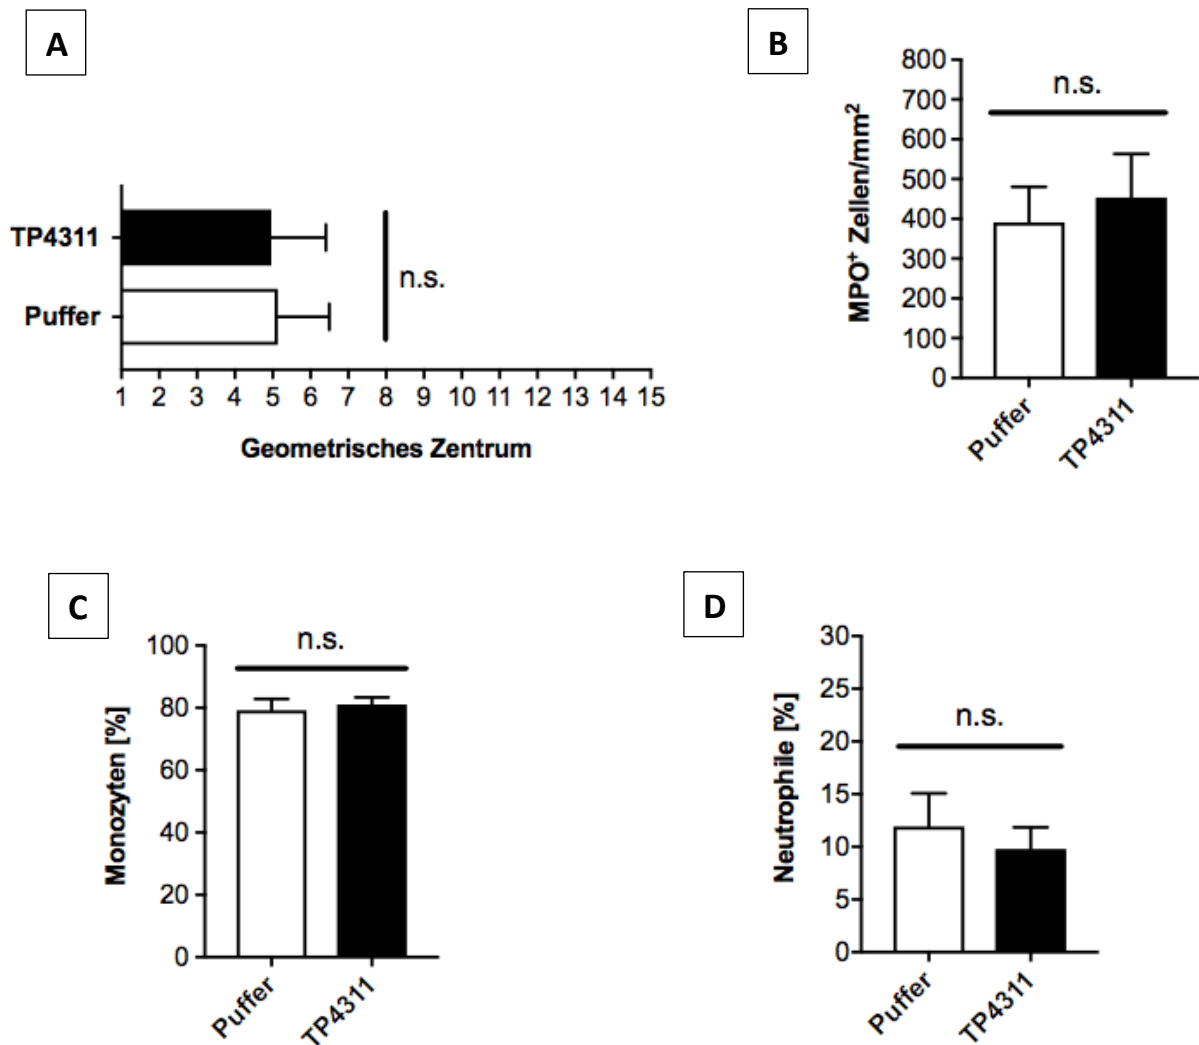 A
TP4311
Puffer
n.s.
1 2 3 4 5 6 7 8 9 10 11 12 13 14 15
Geometrisches Zentrum
B
MPO⁺ Zellen/mm²
800
700
600
500
400
300
200
100
0
n.s.
Puffer
TP4311
C
Monozyten [%]
100
80
60
40
20
0
n.s.
Puffer
TP4311
D
Neutrophile [%]
30
25
20
15
10
5
0
n.s.
Puffer
TP4311